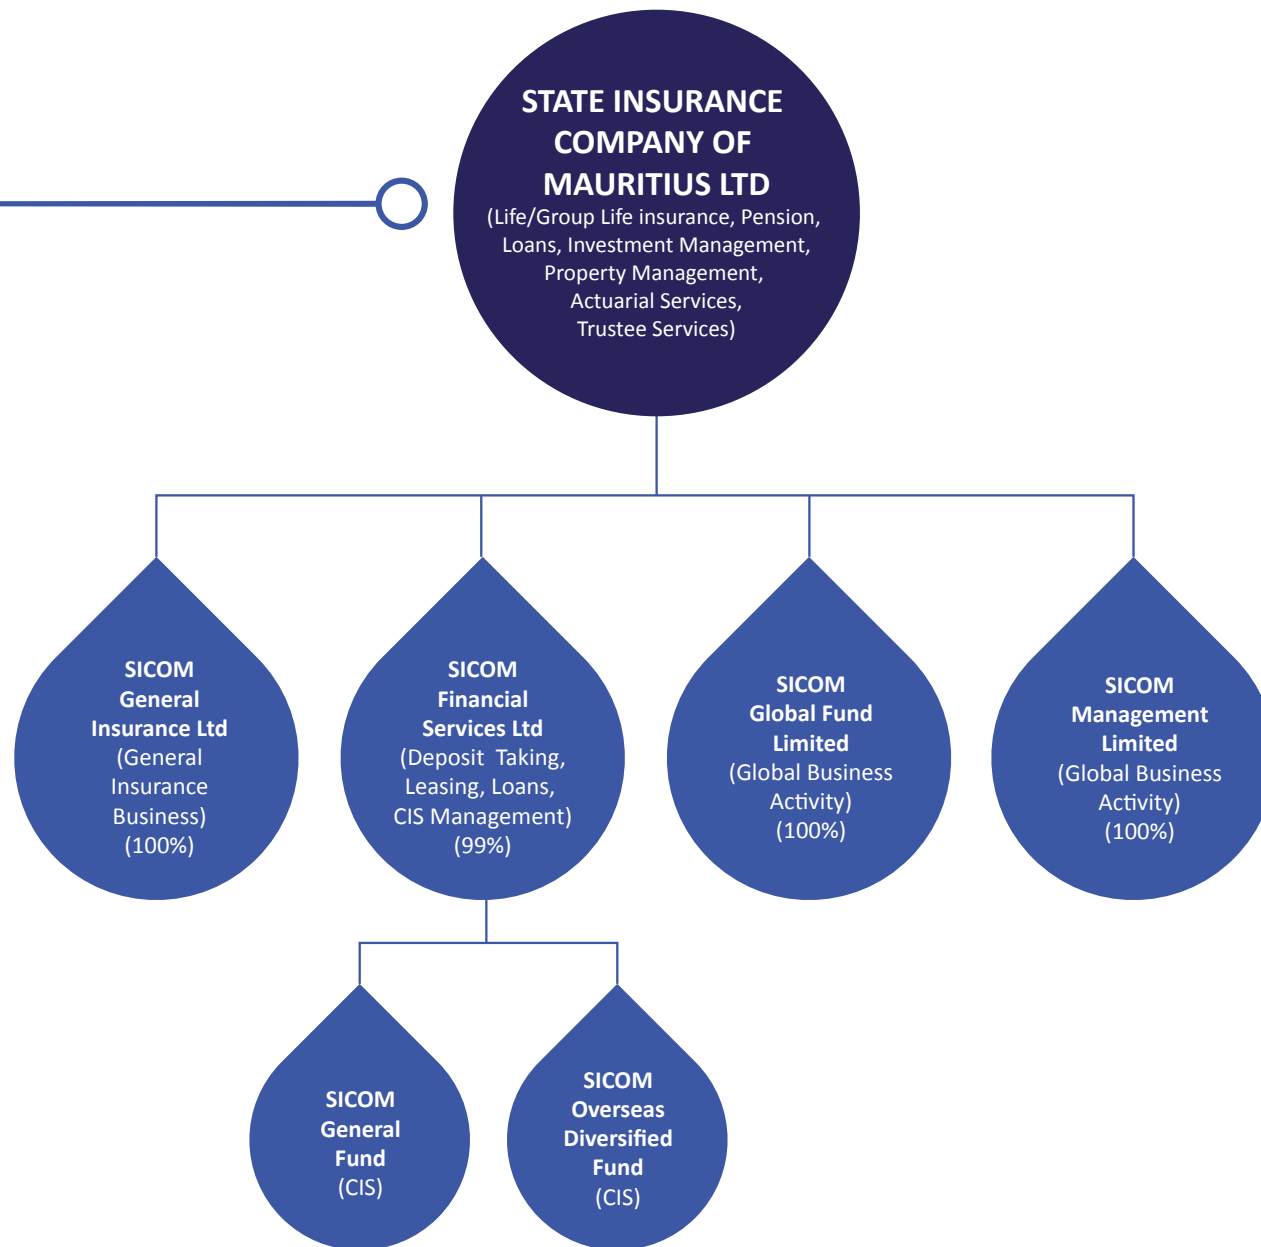 STATE INSURANCE
COMPANY OF
MAURITIUS LTD
(Life/Group Life insurance, Pension,
Loans, Investment Management,
Property Management,
Actuarial Services,
Trustee Services)
SICOM
General
Insurance Ltd
(General
Insurance
Business)
(100%)
SICOM
Financial
Services Ltd
(Deposit Taking,
Leasing, Loans,
CIS Management)
(99%)
SICOM
Global Fund
Limited
(Global Business
Activity)
(100%)
SICOM
Management
Limited
(Global Business
Activity)
(100%)
SICOM
General
Fund
(CIS)
SICOM
Overseas
Diversified
Fund
(CIS)